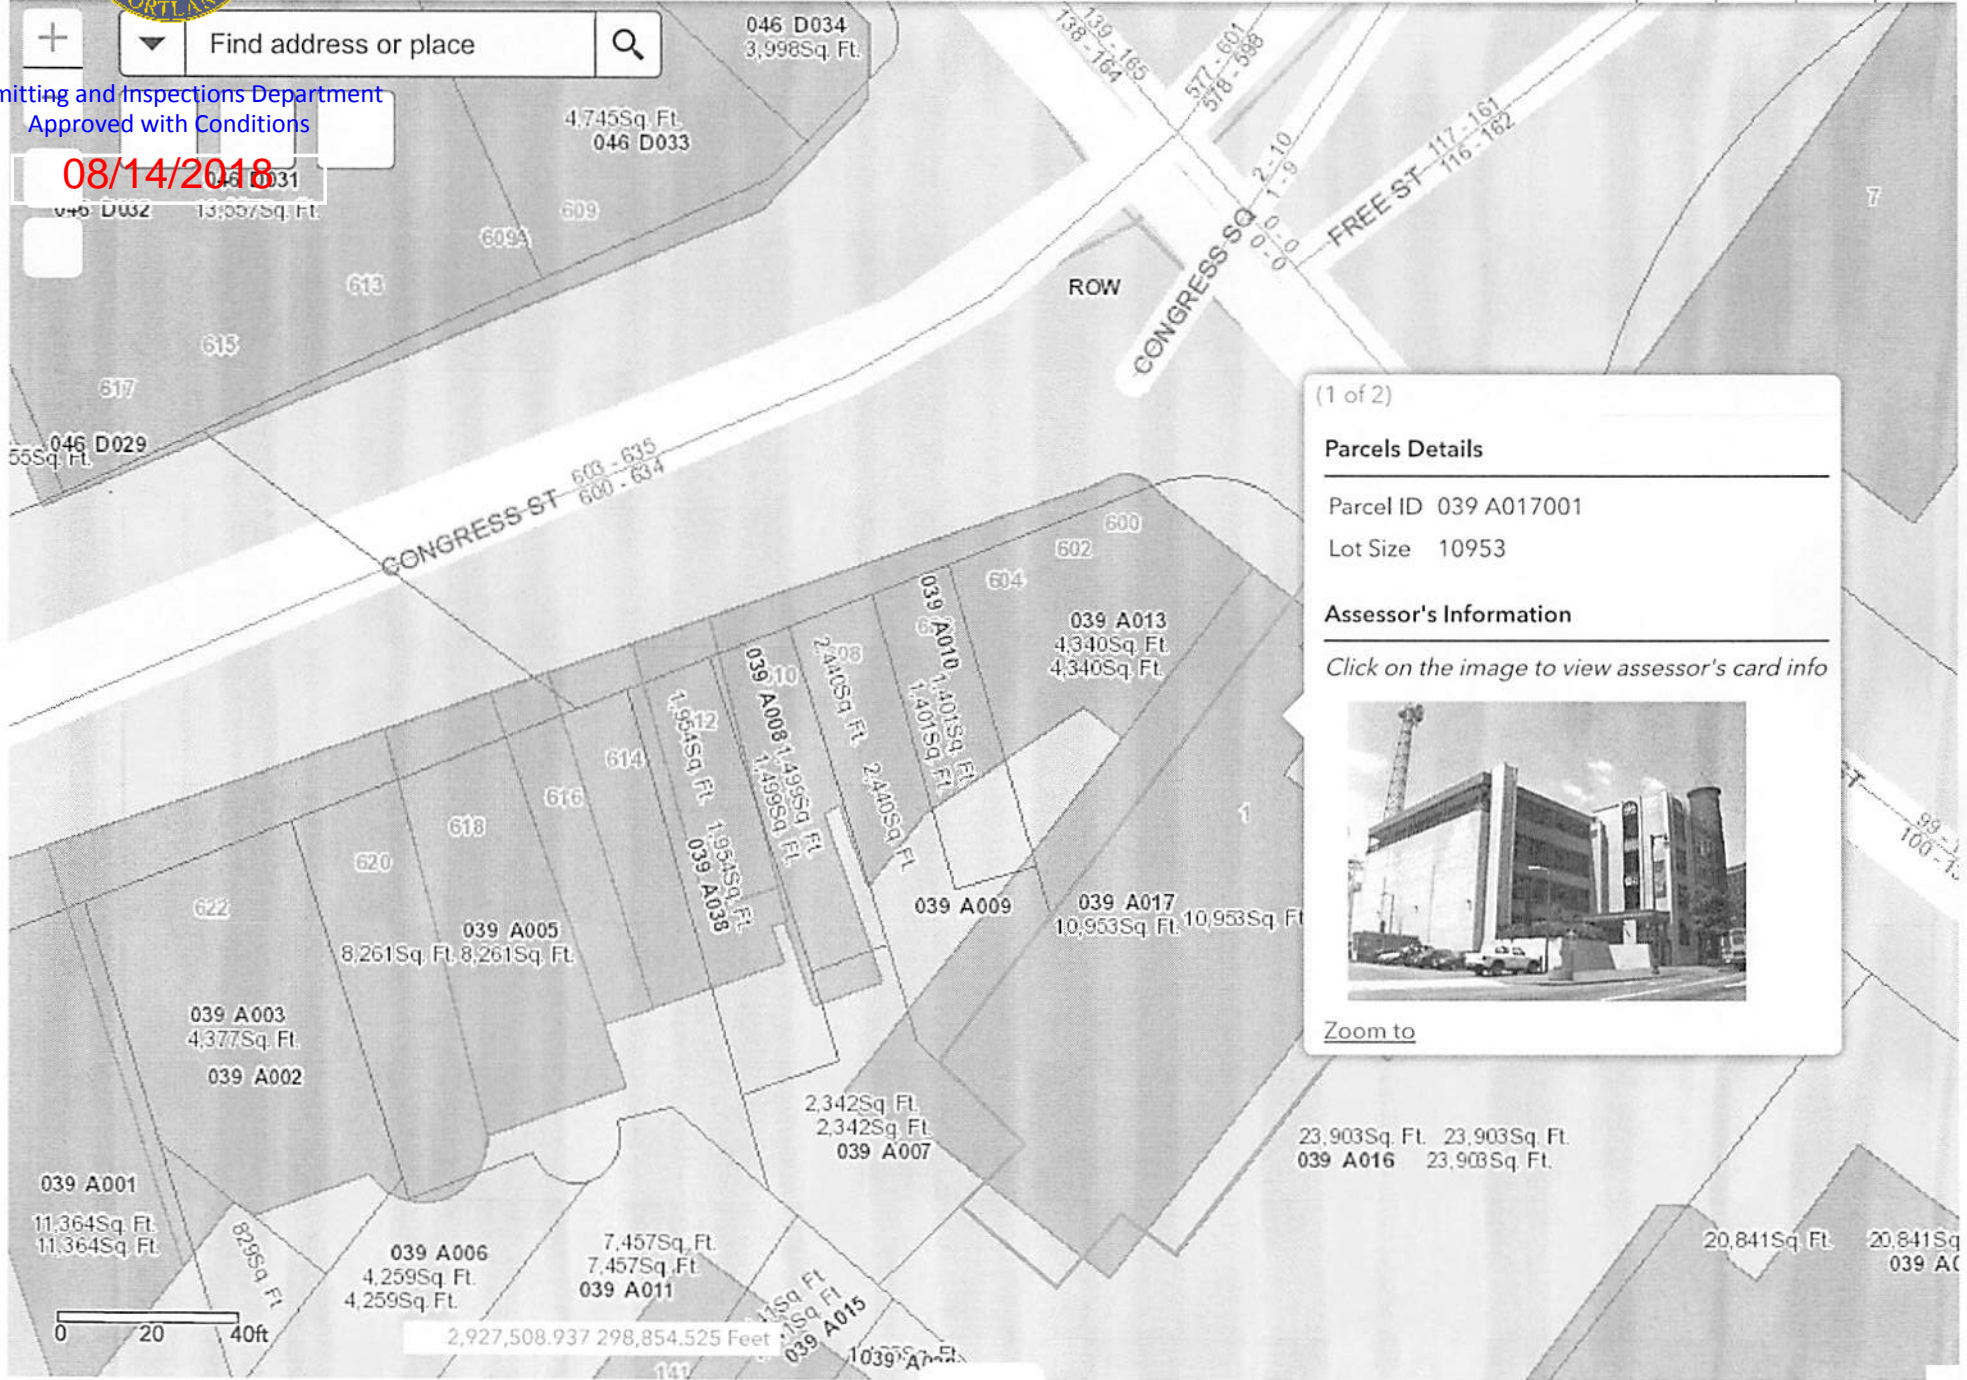 PORTLAN
+
Find address or place
Permitting and Inspections Department
Approved with Conditions
08/14/2018
046 D031
046 D032
046 D034
3,998Sq. Ft.
4,745Sq. Ft.
046 D033
609
609A
613
615
617
046 D029
55Sq. Ft.
139 - 165
138 - 164
577 - 601
578 - 598
2 - 10
1 - 9
117 - 161
FREE ST 116 - 162
0 - 0
0 - 0
CONGRESS SQ
ROW
7
603 - 635
CONGRESS ST 600 - 634
600
602
604
039 A013
4,340Sq. Ft.
4,340Sq. Ft.
039 A010 1,401Sq. Ft.
1,401Sq. Ft.
2,440Sq. Ft. 2,440Sq. Ft.
039 A008 1,499Sq. Ft.
1,499Sq. Ft.
1,954Sq. Ft. 1,954Sq. Ft.
039 A038
614
616
618
620
622
039 A005
8,261Sq. Ft. 8,261Sq. Ft.
039 A003
4,377Sq. Ft.
039 A002
039 A009
039 A017
10,953Sq. Ft. 10,953Sq. Ft
1
2,342Sq. Ft.
2,342Sq. Ft.
039 A007
23,903Sq. Ft. 23,903Sq. Ft.
039 A016 23,903Sq. Ft.
039 A001
11,364Sq. Ft.
11,364Sq. Ft.
829Sq. Ft
039 A006
4,259Sq. Ft.
4,259Sq. Ft.
7,457Sq. Ft.
7,457Sq. Ft.
039 A011
039 A015
20,841Sq. Ft. 20,841Sq
039 A0
0 20 40ft
2,927,508.937 298,854.525 Feet
141
(1 of 2)
Parcels Details
Parcel ID 039 A017001
Lot Size 10953
Assessor's Information
Click on the image to view assessor's card info
Zoom to